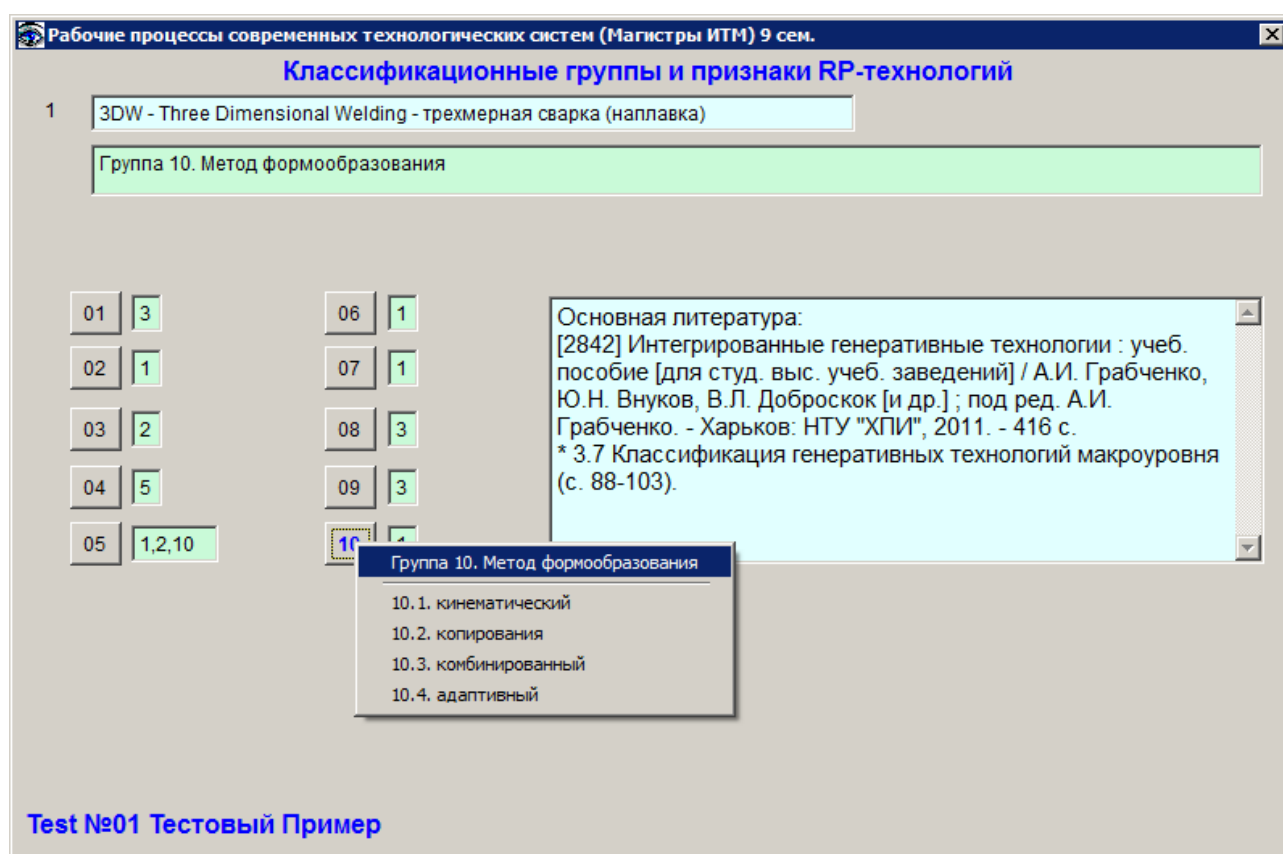 Рабочие процессы современных технологических систем (Магистры ИТМ) 9 сем.
Классификационные группы и признаки RP-технологий
1 3DW - Three Dimensional Welding - трехмерная сварка (наплавка)
Группа 10. Метод формообразования
01 3 06 1
02 1 07 1
03 2 08 3
04 5 09 3
05 1,2,10 10
Основная литература:
[2842] Интегрированные генеративные технологии : учеб.
пособие [для студ. выс. учеб. заведений] / А.И. Грабченко,
Ю.Н. Внуков, В.Л. Доброскок [и др.] ; под ред. А.И.
Грабченко. - Харьков: НТУ "ХПИ", 2011. - 416 с.
* 3.7 Классификация генеративных технологий макроуровня
(с. 88-103).
Группа 10. Метод формообразования
10.1. кинематический
10.2. копирования
10.3. комбинированный
10.4. адаптивный
Test №01 Тестовый Пример